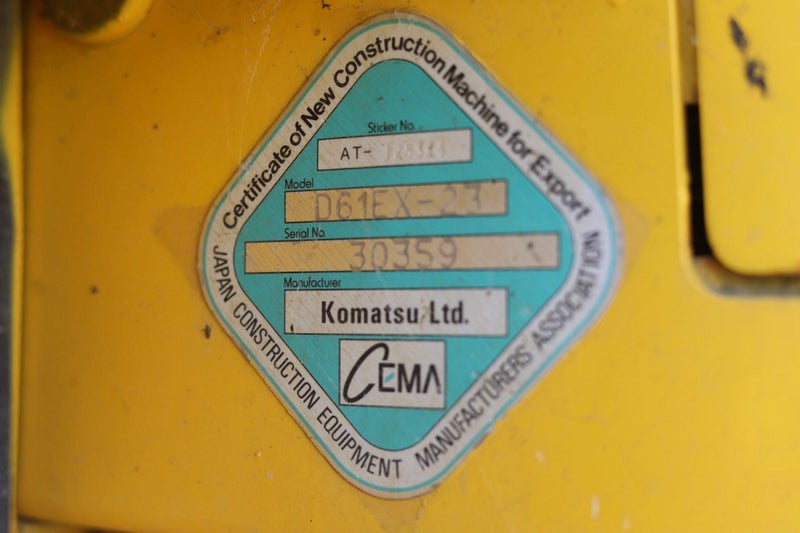 Certificate of New Construction Machine for Export
Sticker No.
AT-
Model
D61EX-23
Serial No.
30359
Manufacturer
Komatsu Ltd.
CEMA
JAPAN CONSTRUCTION EQUIPMENT MANUFACTURERS ASSOCIATION